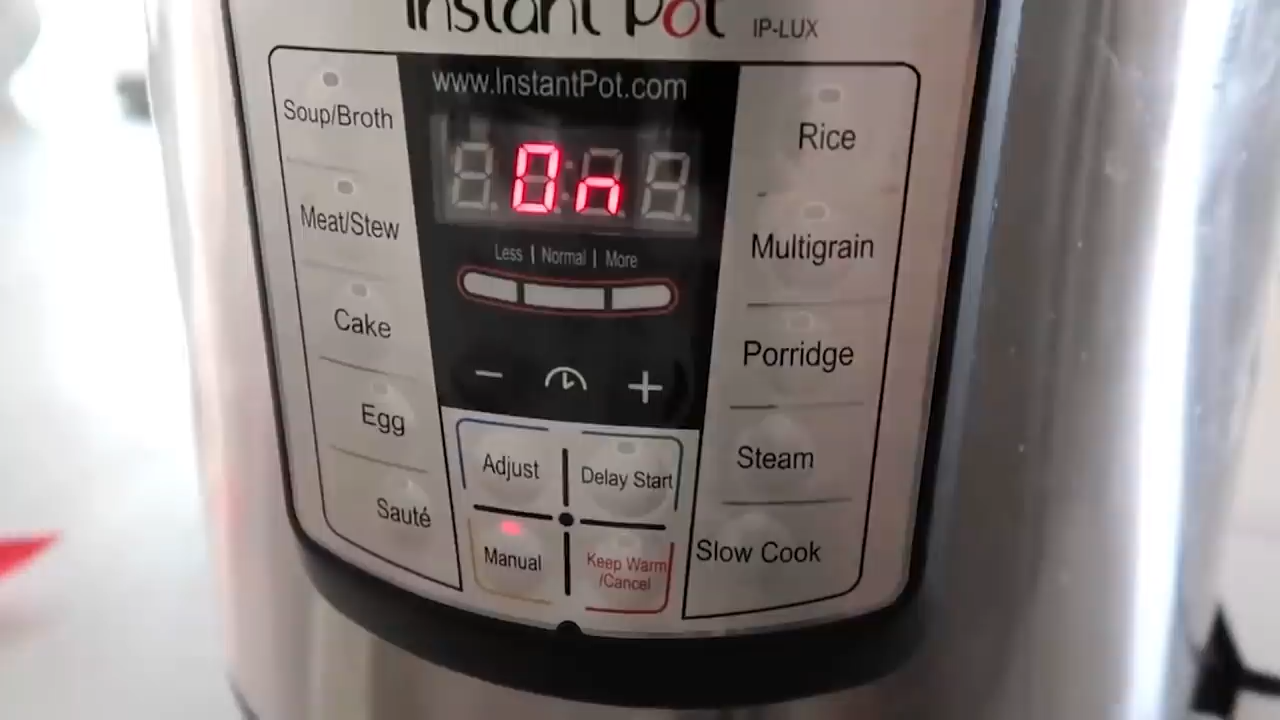 Instant Pot IP-LUX
www.InstantPot.com
On
Less | Normal | More
− +
Soup/Broth
Meat/Stew
Cake
Egg
Sauté
Adjust
Delay Start
Manual
Keep Warm
/Cancel
Rice
Multigrain
Porridge
Steam
Slow Cook